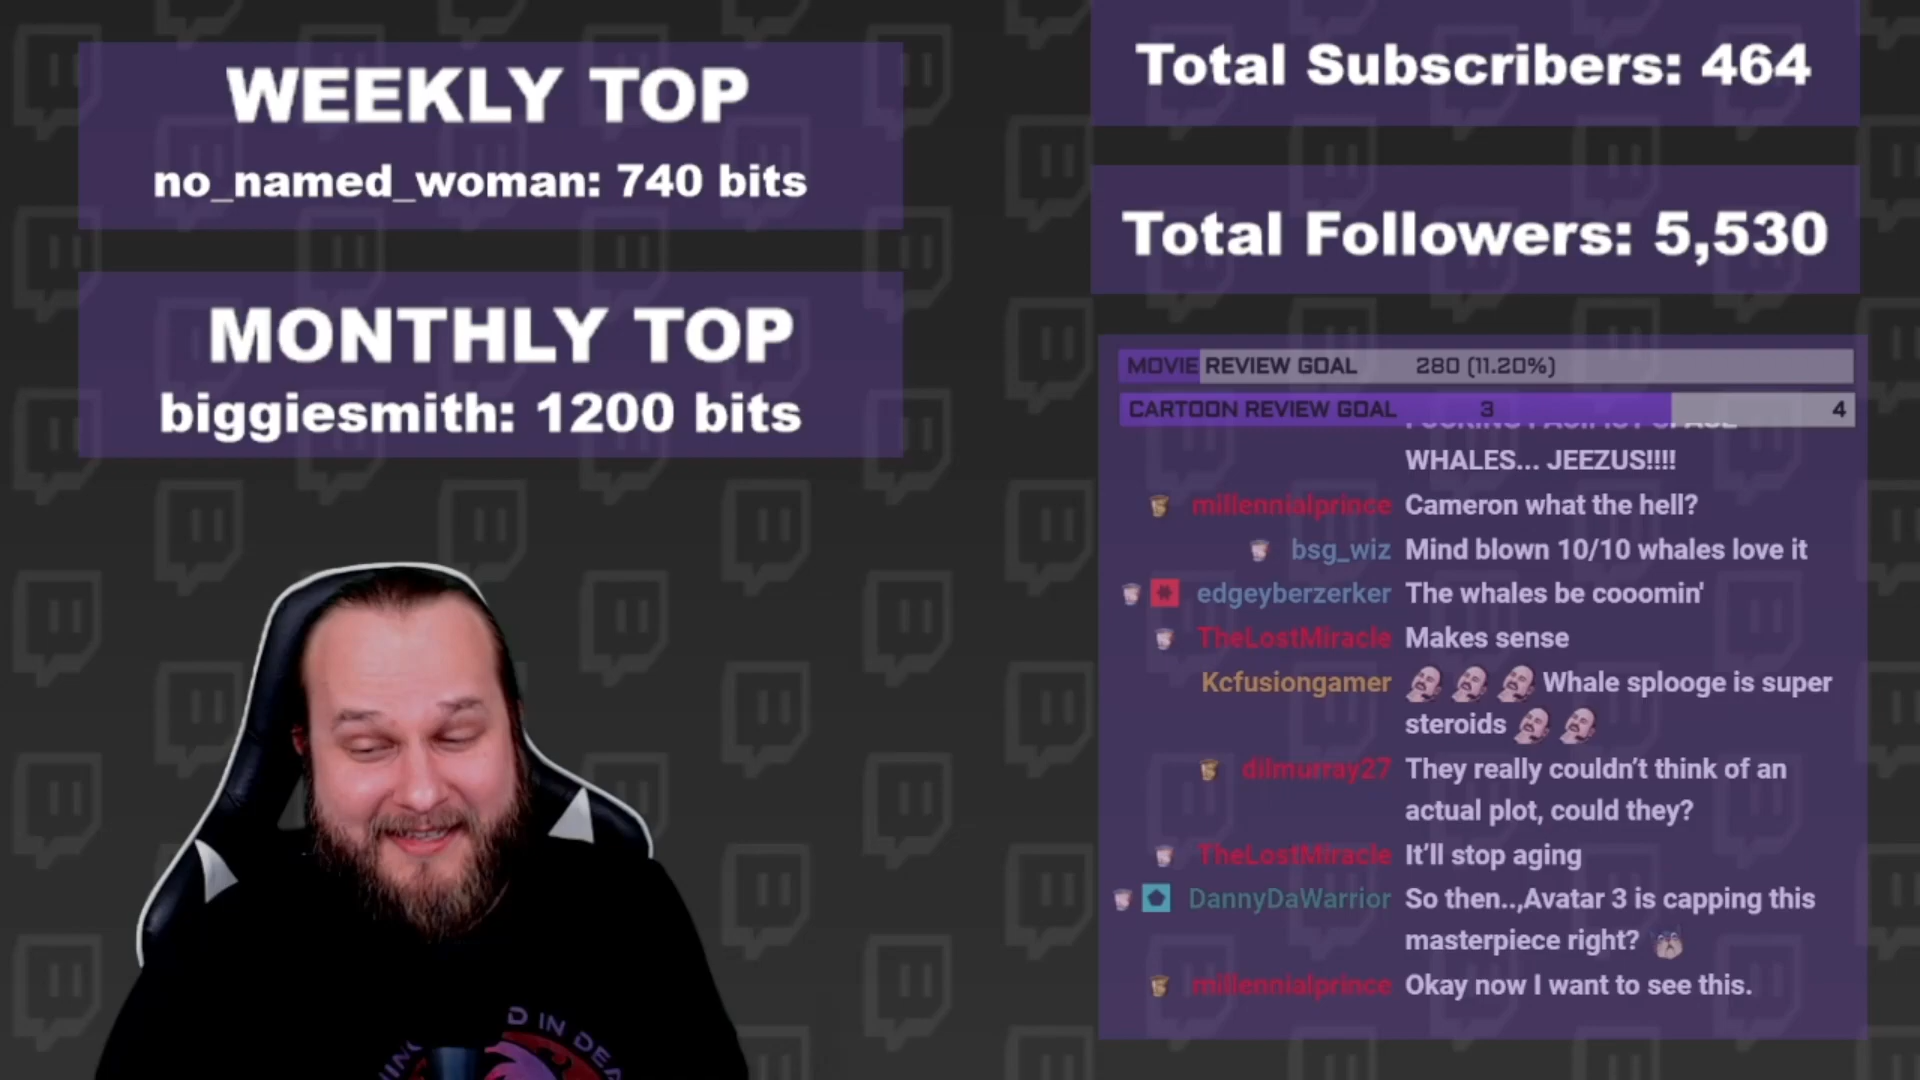 WEEKLY TOP
no_named_woman: 740 bits
MONTHLY TOP
biggiesmith: 1200 bits
Total Subscribers: 464
Total Followers: 5,530
MOVIE REVIEW GOAL 280 (11.20%)
CARTOON REVIEW GOAL 3 4
WHALES... JEEZUS!!!!
millennialprince Cameron what the hell?
bsg_wiz Mind blown 10/10 whales love it
edgeyberzerker The whales be cooomin'
TheLostMiracle Makes sense
Kcfusiongamer Whale splooge is super
steroids
dilmurray27 They really couldn't think of an
actual plot, could they?
TheLostMiracle It'll stop aging
DannyDaWarrior So then..,Avatar 3 is capping this
masterpiece right?
millennialprince Okay now I want to see this.
D IN DEA